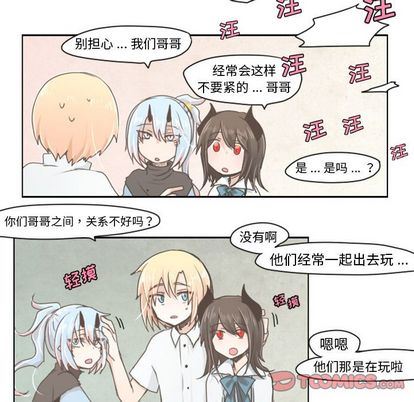 汪
汪
汪
汪
汪
汪
别担心 ... 我们哥哥
经常会这样
不要紧的 ... 哥哥
是 ... 是吗 ... ？
你们哥哥之间，关系不好吗？
没有啊
他们经常一起出去玩 ...
轻摸
轻摸
嗯嗯
他们那是在玩啦
TOOMICS.COM